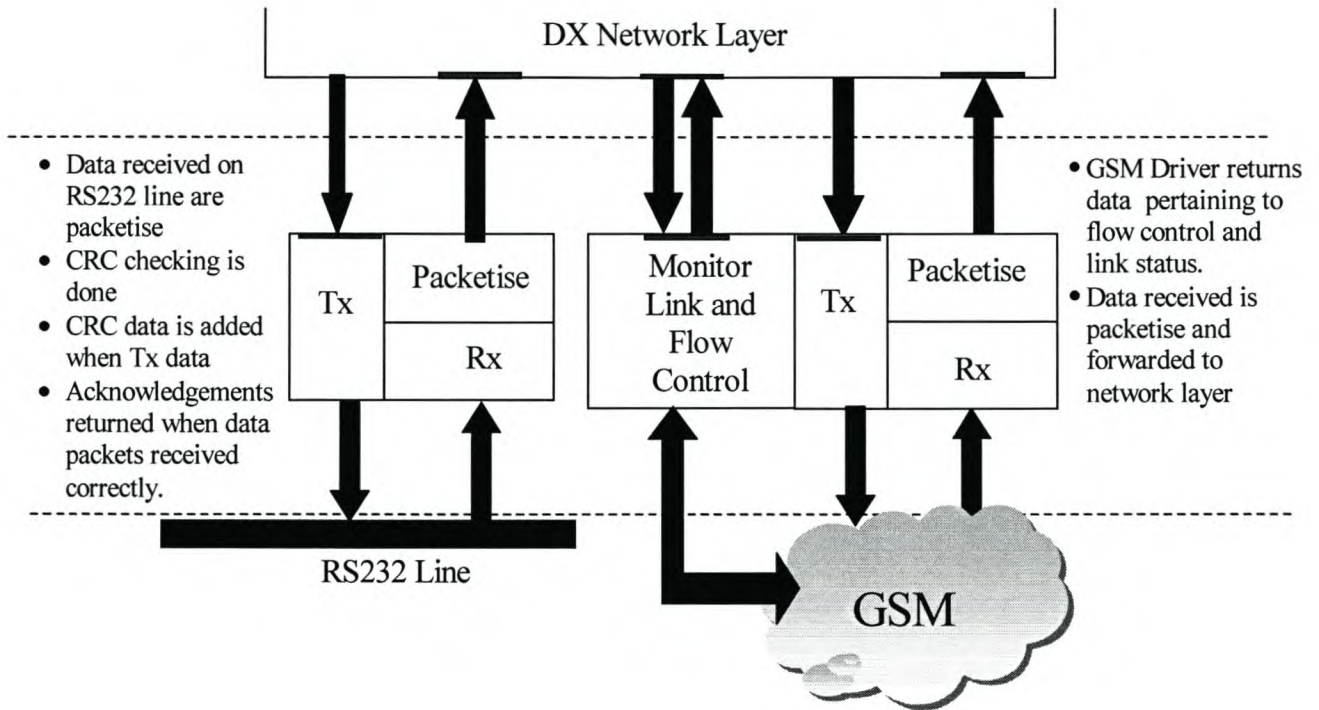 DX Network Layer
• Data received on
RS232 line are
packetise
• CRC checking is
done
• CRC data is added
when Tx data
• Acknowledgements
returned when data
packets received
correctly.
Tx
Packetise
Rx
Monitor
Link and
Flow
Control
Tx
Packetise
Rx
• GSM Driver returns
data pertaining to
flow control and
link status.
• Data received is
packetise and
forwarded to
network layer
RS232 Line
GSM